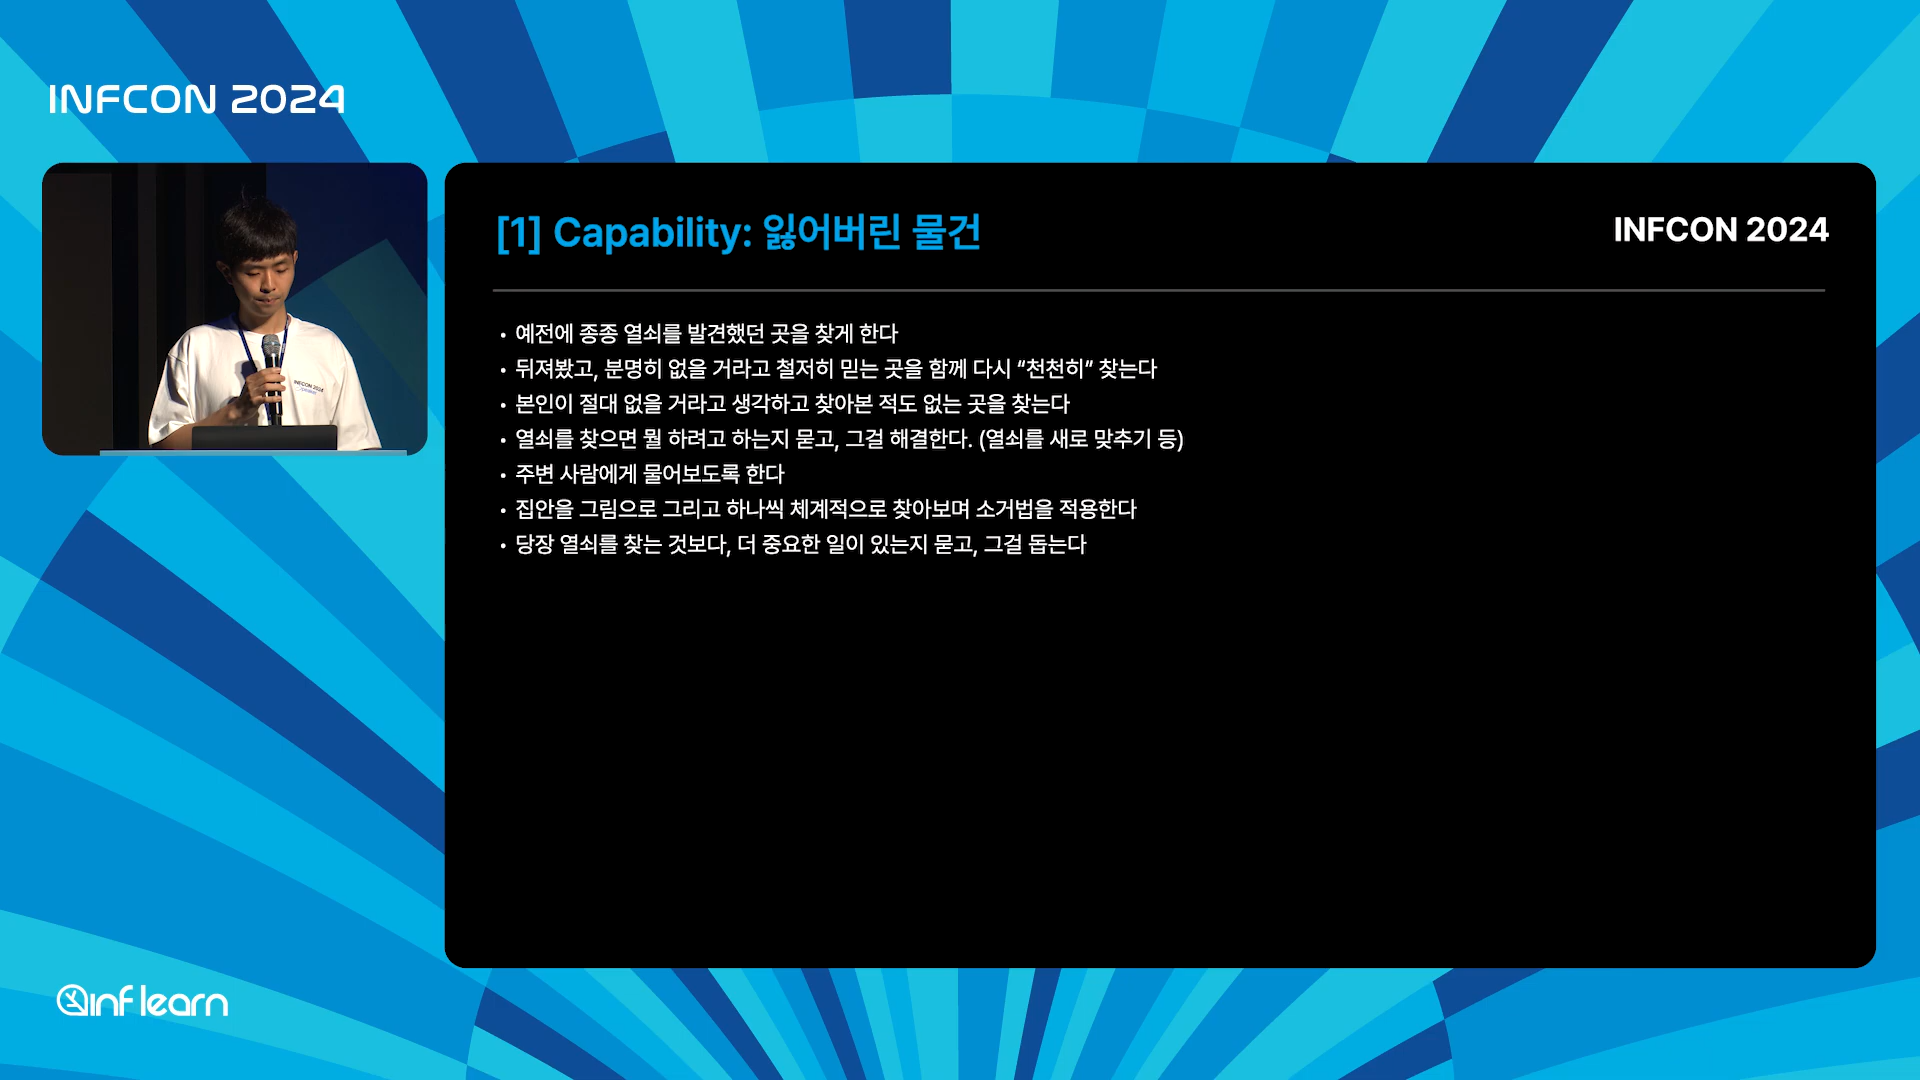 INFCON 2024
[1] Capability: 잃어버린 물건
INFCON 2024
• 예전에 종종 열쇠를 발견했던 곳을 찾게 한다
• 뒤져봤고, 분명히 없을 거라고 철저히 믿는 곳을 함께 다시 “천천히” 찾는다
• 본인이 절대 없을 거라고 생각하고 찾아본 적도 없는 곳을 찾는다
• 열쇠를 찾으면 뭘 하려고 하는지 묻고, 그걸 해결한다. (열쇠를 새로 맞추기 등)
• 주변 사람에게 물어보도록 한다
• 집안을 그림으로 그리고 하나씩 체계적으로 찾아보며 소거법을 적용한다
• 당장 열쇠를 찾는 것보다, 더 중요한 일이 있는지 묻고, 그걸 돕는다
INFCON 2024
inflearn